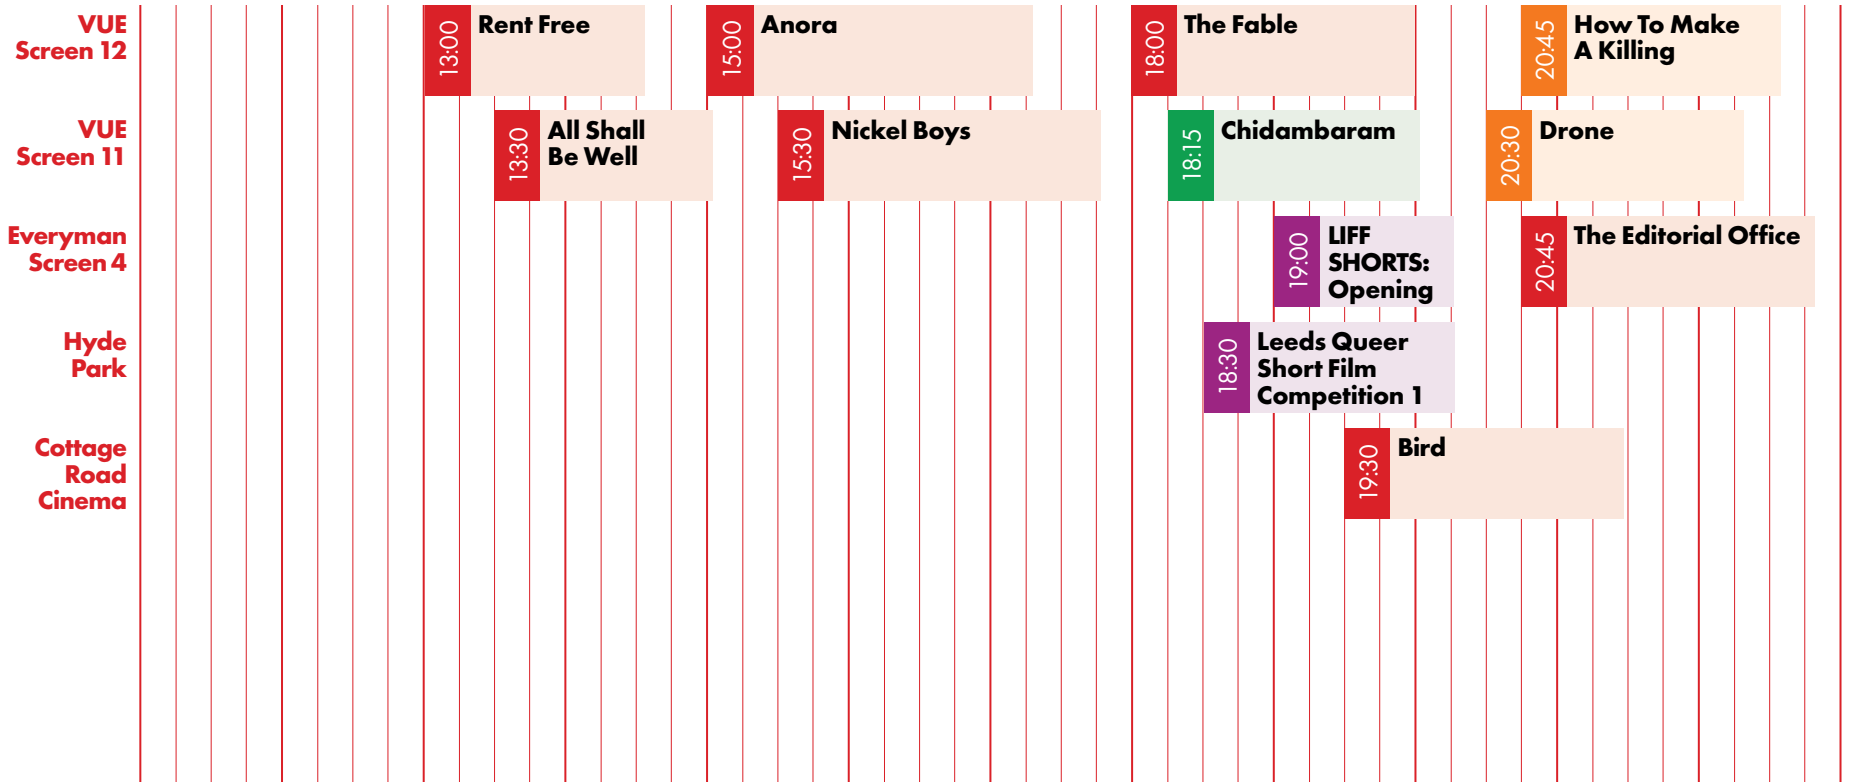 VUE
Screen 12
13:00
Rent Free
15:00
Anora
18:00
The Fable
20:45
How To Make
A Killing
VUE
Screen 11
13:30
All Shall
Be Well
15:30
Nickel Boys
18:15
Chidambaram
20:30
Drone
Everyman
Screen 4
19:00
LIFF
SHORTS:
Opening
20:45
The Editorial Office
Hyde
Park
18:30
Leeds Queer
Short Film
Competition 1
Cottage
Road
Cinema
19:30
Bird